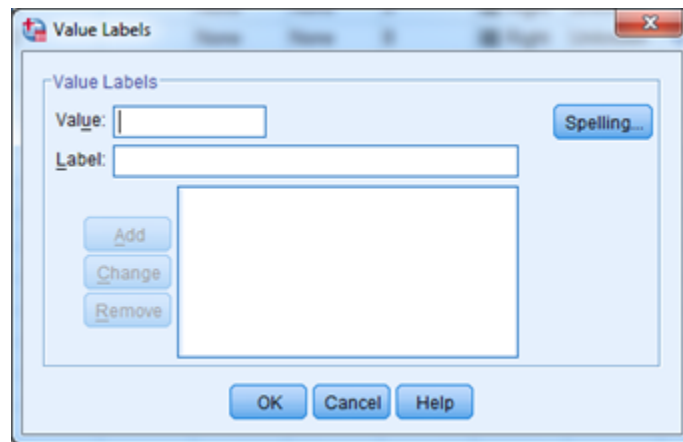 Value Labels
Value Labels
Value:
Spelling...
Label:
Add
Change
Remove
OK Cancel Help